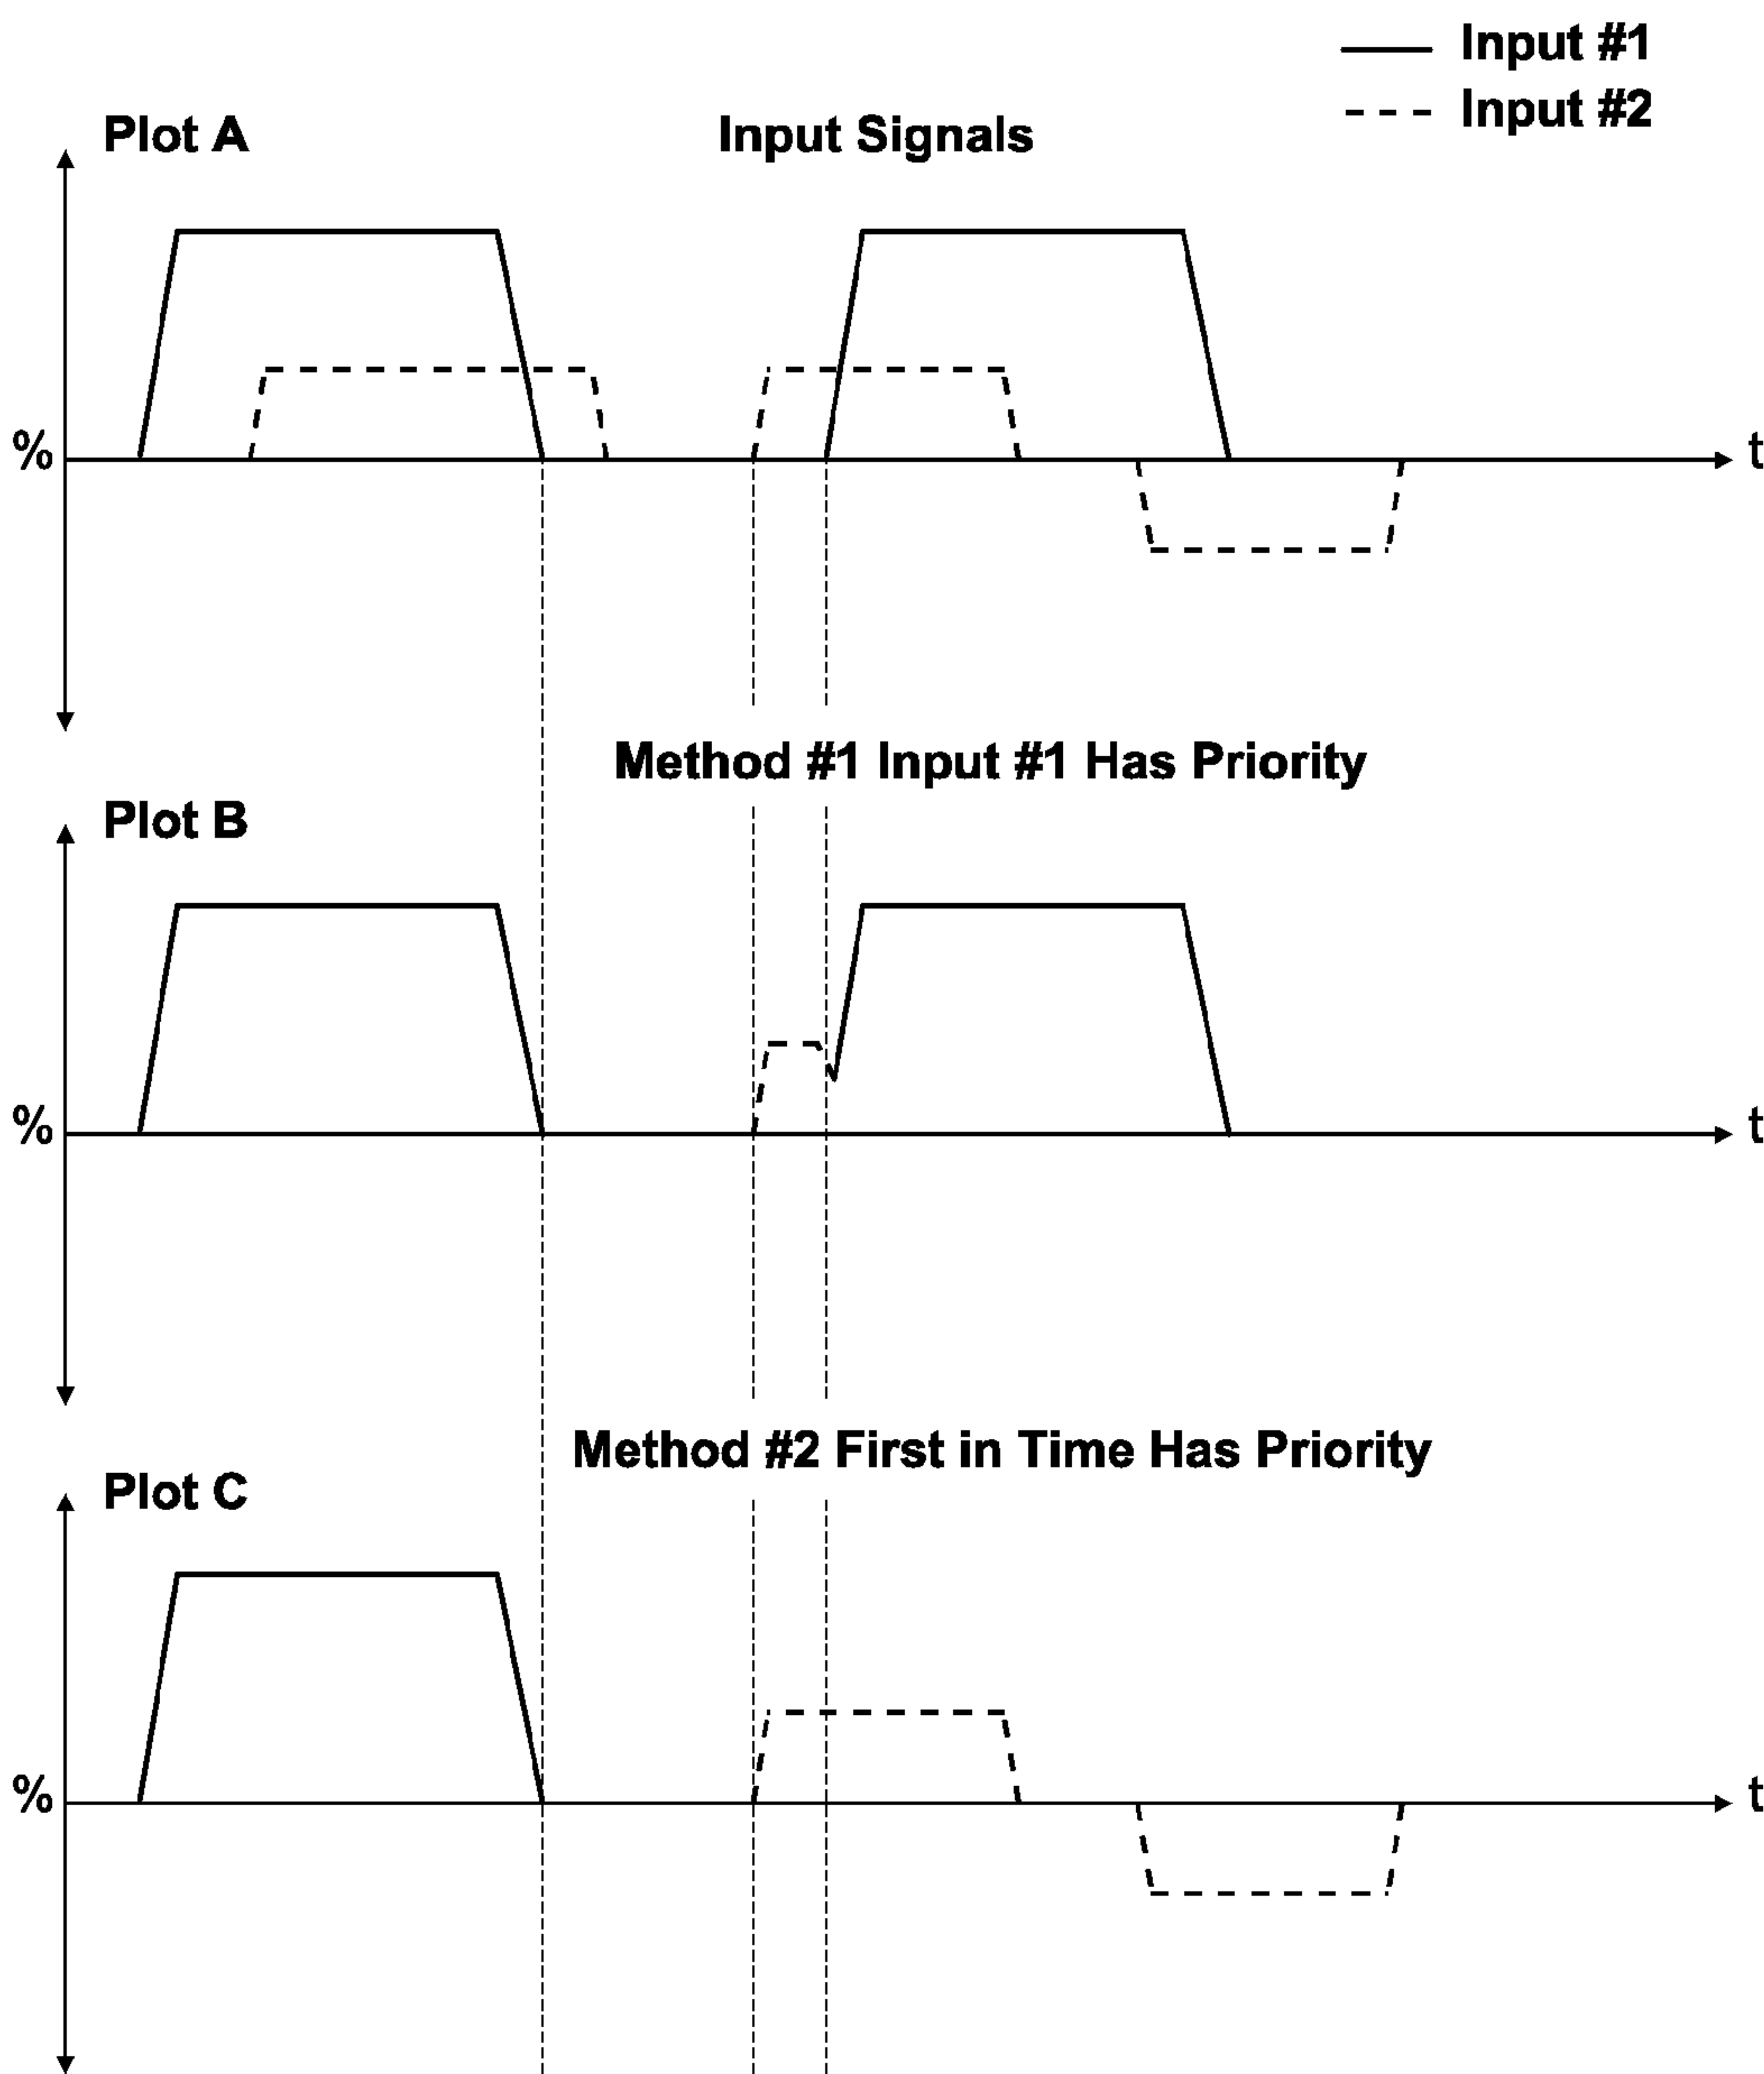 Input #1
Input #2
Plot A
Input Signals
%
t
Method #1 Input #1 Has Priority
Plot B
%
t
Method #2 First in Time Has Priority
Plot C
%
t